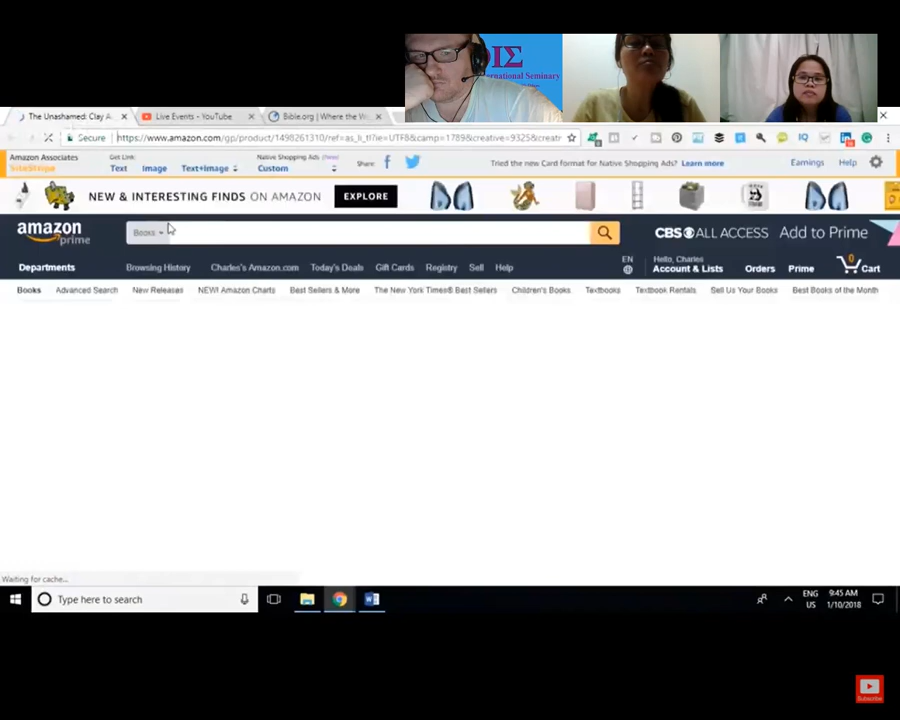 ΙΣ
ernational Seminary
The Unashamed: Clay A
Live Events - YouTube
Bible.org | Where the Wo
Secure
https://www.amazon.com/gp/product/1498261310/ref=as_li_tl?ie=UTF8&camp=1789&creative=9325&creatr
Amazon Associates
SiteStripe
Get Link:
Text
Image
Text+Image
Native Shopping Ads (new)
Custom
Share:
Tried the new Card format for Native Shopping Ads? Learn more
Earnings
Help
NEW & INTERESTING FINDS ON AMAZON
EXPLORE
amazon prime
Books
CBS ALL ACCESS
Add to Prime
Departments
Browsing History
Charles's Amazon.com
Today's Deals
Gift Cards
Registry
Sell
Help
EN
Hello, Charles
Account & Lists
Orders
Prime
0
Cart
Books
Advanced Search
New Releases
NEW! Amazon Charts
Best Sellers & More
The New York Times® Best Sellers
Children's Books
Textbooks
Textbook Rentals
Sell Us Your Books
Best Books of the Month
Waiting for cache...
Type here to search
ENG
US
9:45 AM
1/10/2018
Subscribe